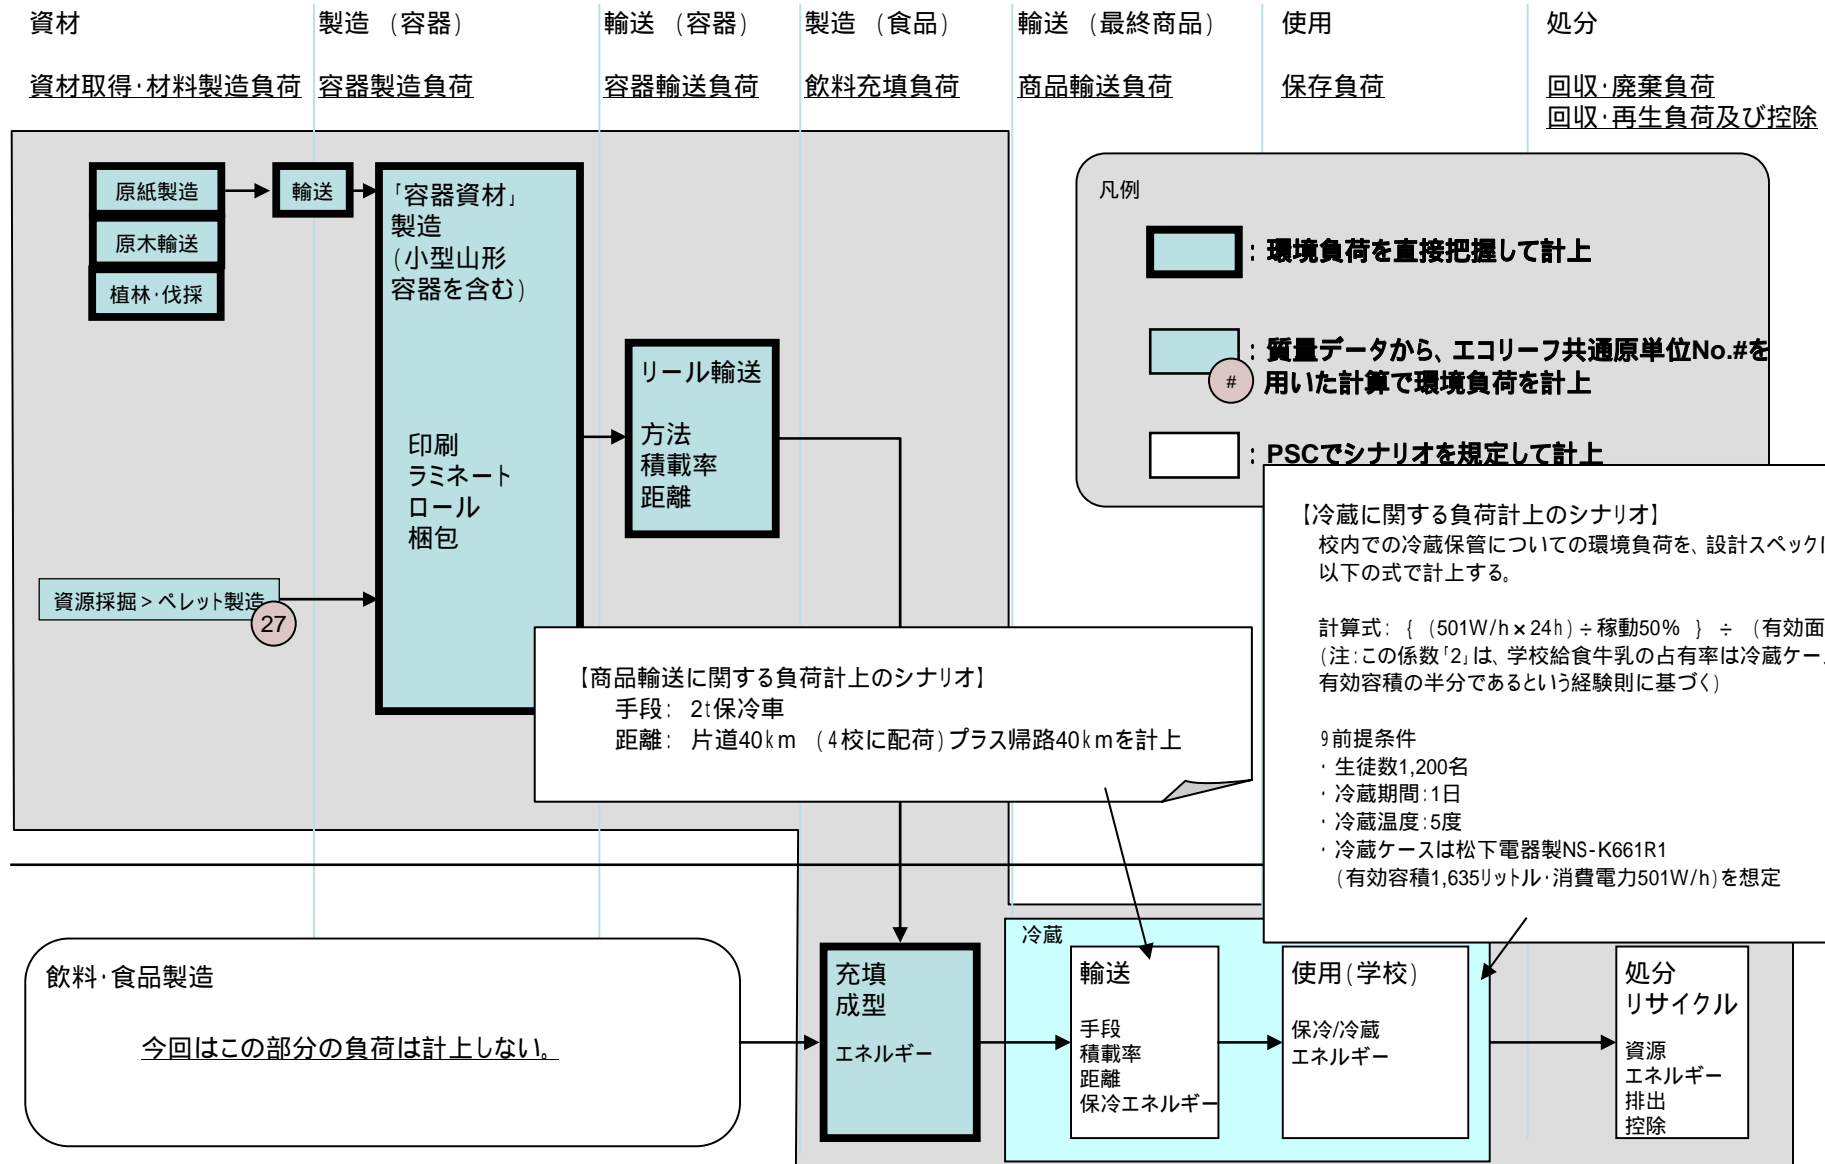 資材
製造 (容器)
輸送 (容器)
製造 (食品)
輸送 (最終商品)
使用
処分
資材取得·材料製造負荷
容器製造負荷
容器輸送負荷
飲料充填負荷
商品輸送負荷
保存負荷
回収·廃棄負荷
回収·再生負荷及び控除
原紙製造
輸送
原木輸送
植林·伐採
「容器資材」
製造
(小型山形
容器を含む)
印刷
ラミネート
ロール
梱包
リール輸送
方法
積載率
距離
資源採掘>ペレット製造
27
凡例
: 環境負荷を直接把握して計上
: 質量データから、エコリーフ共通原単位No.#を
用いた計算で環境負荷を計上
#
: PSCでシナリオを規定して計上
【商品輸送に関する負荷計上のシナリオ】
手段: 2t保冷車
距離: 片道40km (4校に配荷)プラス帰路40kmを計上
【冷蔵に関する負荷計上のシナリオ】
校内での冷蔵保管についての環境負荷を、設計スペック
以下の式で計上する。
計算式: { (501W/h×24h)÷稼動50% } ÷ (有効面
(注:この係数「2」は、学校給食牛乳の占有率は冷蔵ケー
有効容積の半分であるという経験則に基づく)
9前提条件
・生徒数1,200名
・冷蔵期間:1日
・冷蔵温度:5度
・冷蔵ケースは松下電器製NS-K661R1
(有効容積1,635リットル·消費電力501W/h)を想定
飲料·食品製造
今回はこの部分の負荷は計上しない。
充填
成型
エネルギー
冷蔵
輸送
手段
積載率
距離
保冷エネルギー
使用(学校)
保冷/冷蔵
エネルギー
処分
リサイクル
資源
エネルギー
排出
控除